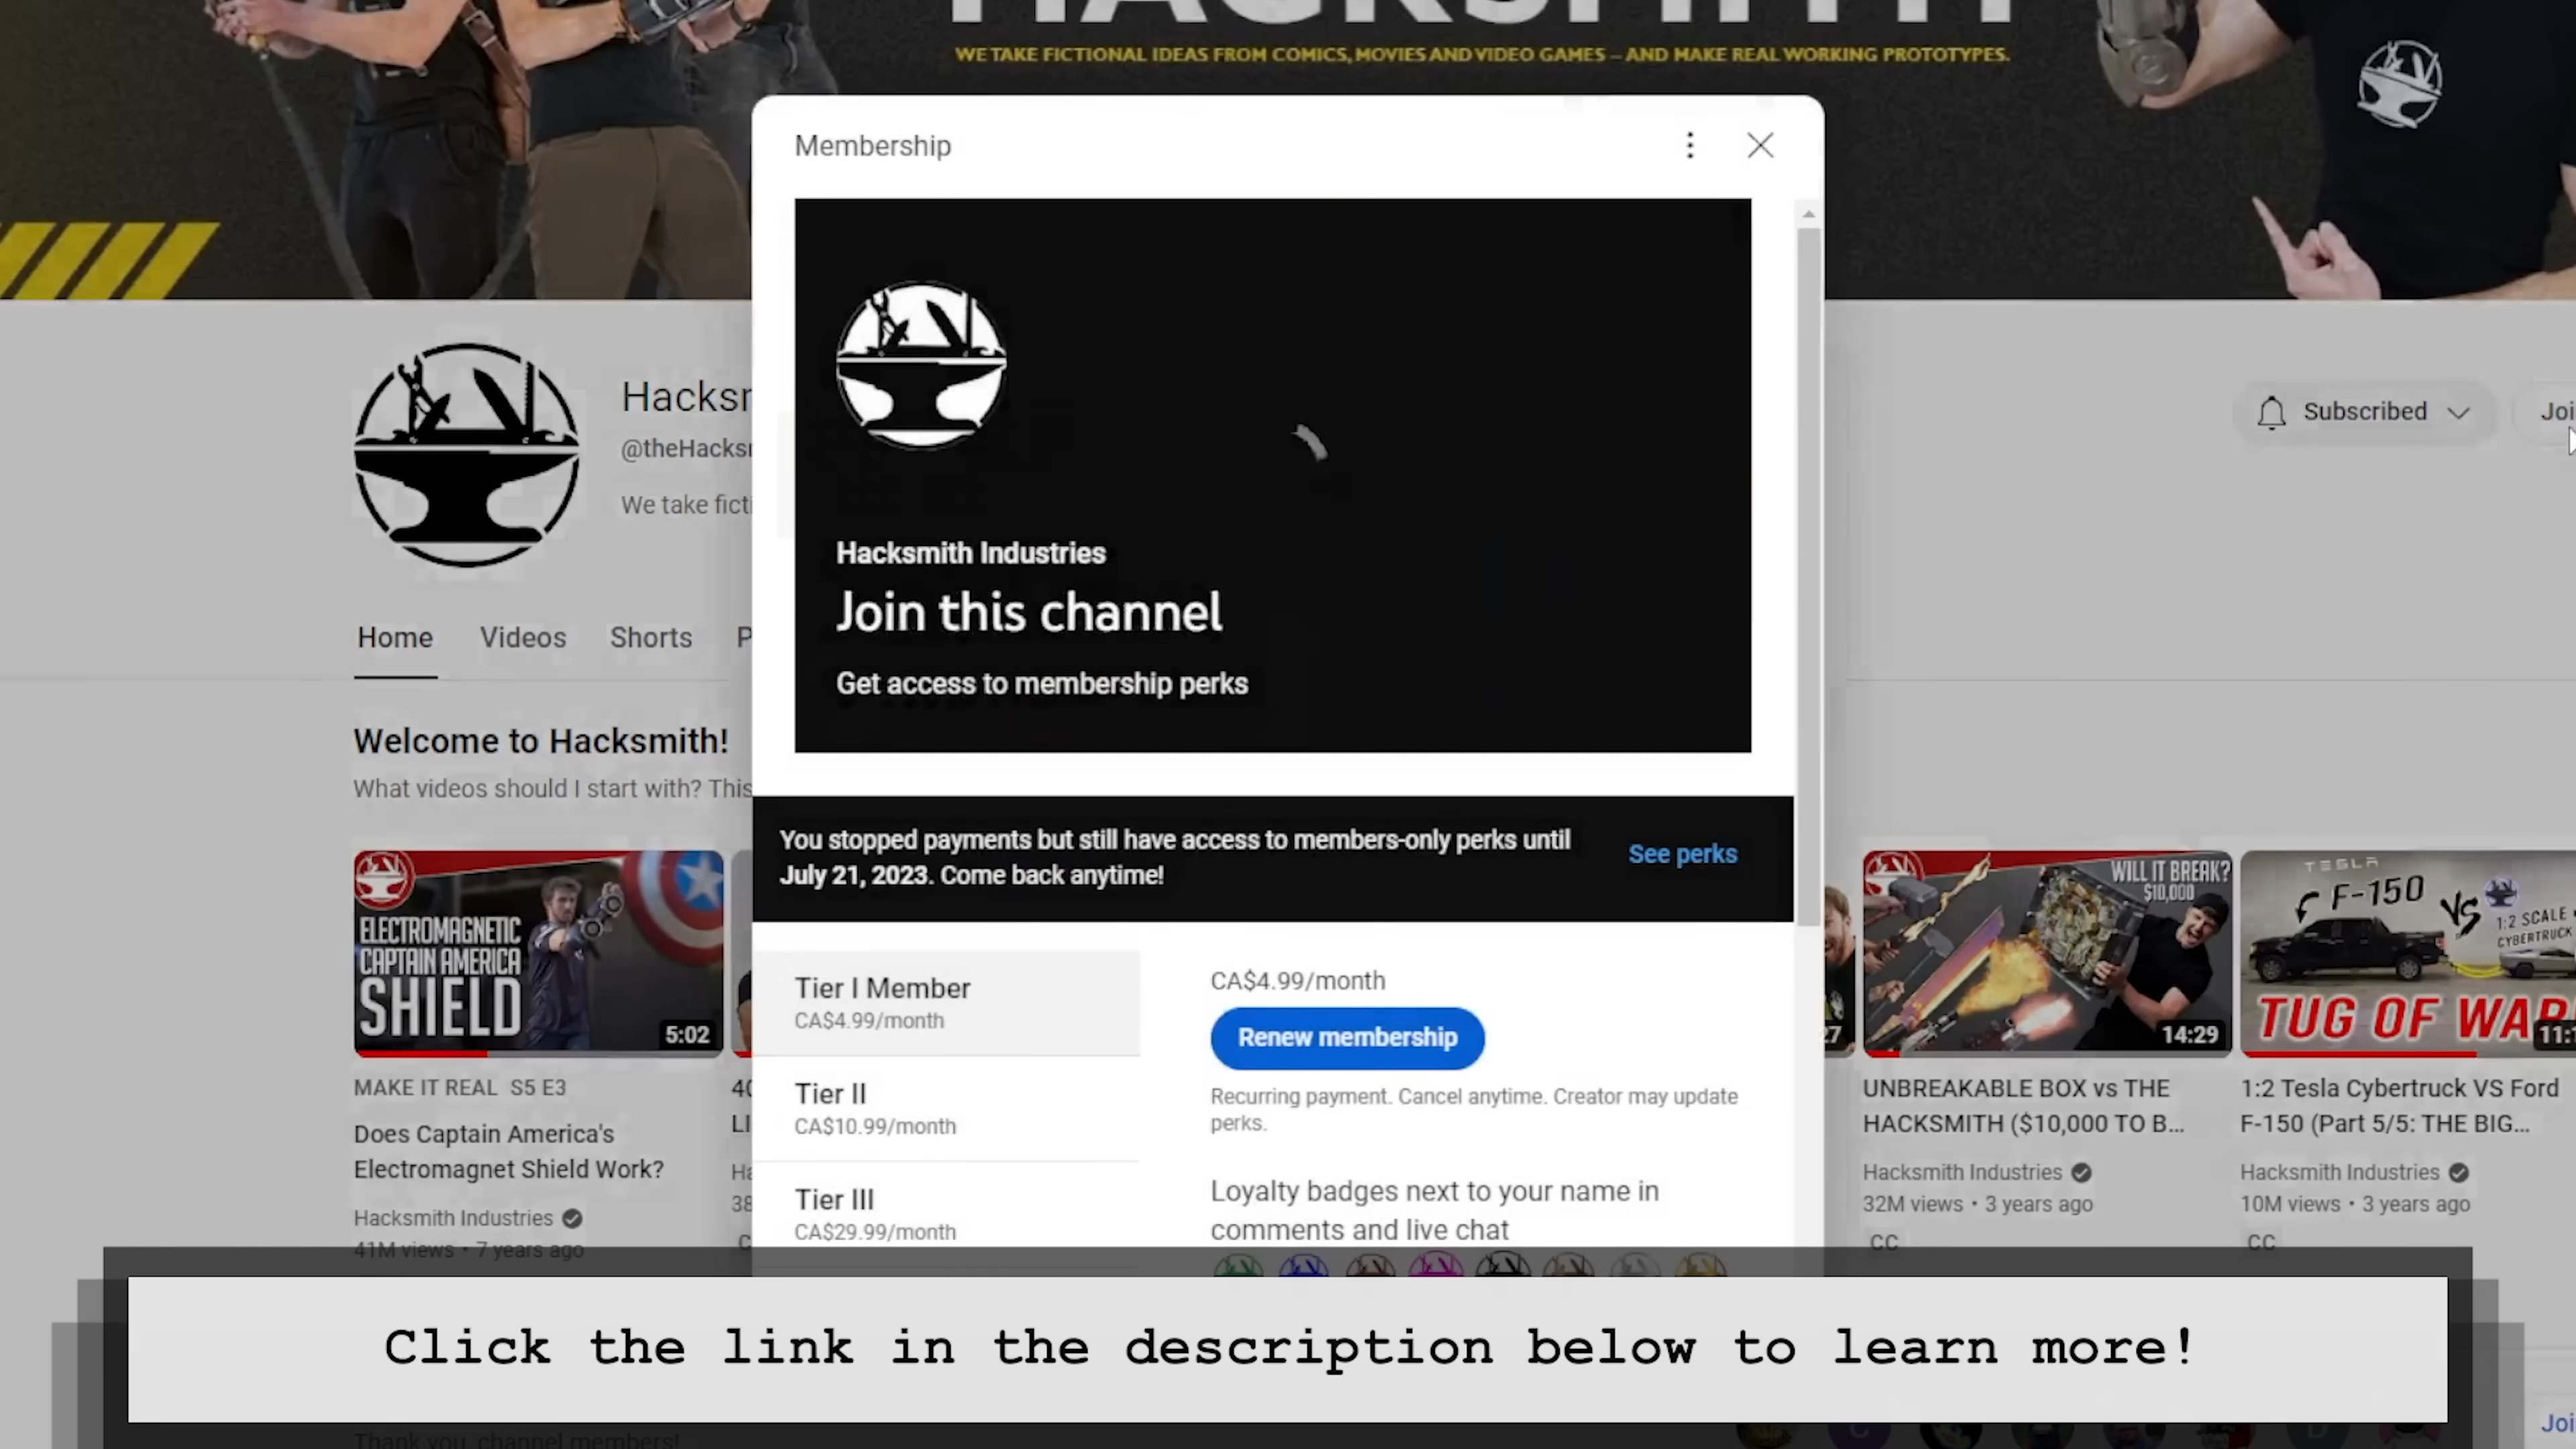 WE TAKE FICTIONAL IDEAS FROM COMICS, MOVIES AND VIDEO GAMES – AND MAKE REAL WORKING PROTOTYPES.
Membership
Hacksmith Industries
Join this channel
Get access to membership perks
@theHacks
We take
Subscribed
Home
Videos
Shorts
Welcome to Hacksmith!
What videos should I start with? This
You stopped payments but still have access to members-only perks until
July 21, 2023. Come back anytime!
See perks
ELECTROMAGNETIC
CAPTAIN AMERICA
SHIELD
5:02
MAKE IT REAL S5 E3
Does Captain America's
Electromagnet Shield Work?
Hacksmith Industries
41M views • 7 years ago
Tier I Member
CA$4.99/month
Tier II
CA$10.99/month
Tier III
CA$29.99/month
CA$4.99/month
Renew membership
Recurring payment. Cancel anytime. Creator may update
perks.
Loyalty badges next to your name in
comments and live chat
WILL IT BREAK?
$10,000
14:29
UNBREAKABLE BOX vs THE
HACKSMITH ($10,000 TO B...
Hacksmith Industries
32M views • 3 years ago
CC
TESLA
F-150
VS
1:2 SCALE
CYBERTRUCK
TUG OF WAR
1:2 Tesla Cybertruck VS Ford
F-150 (Part 5/5: THE BIG...
Hacksmith Industries
10M views • 3 years ago
CC
Click the link in the description below to learn more!
Thank you, channel members!